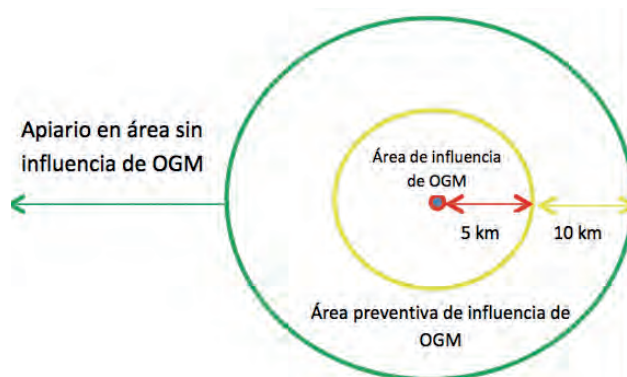 Apiario en área sin
influencia de OGM
Área de influencia
de OGM
5 km
10 km
Área preventiva de influencia de
OGM